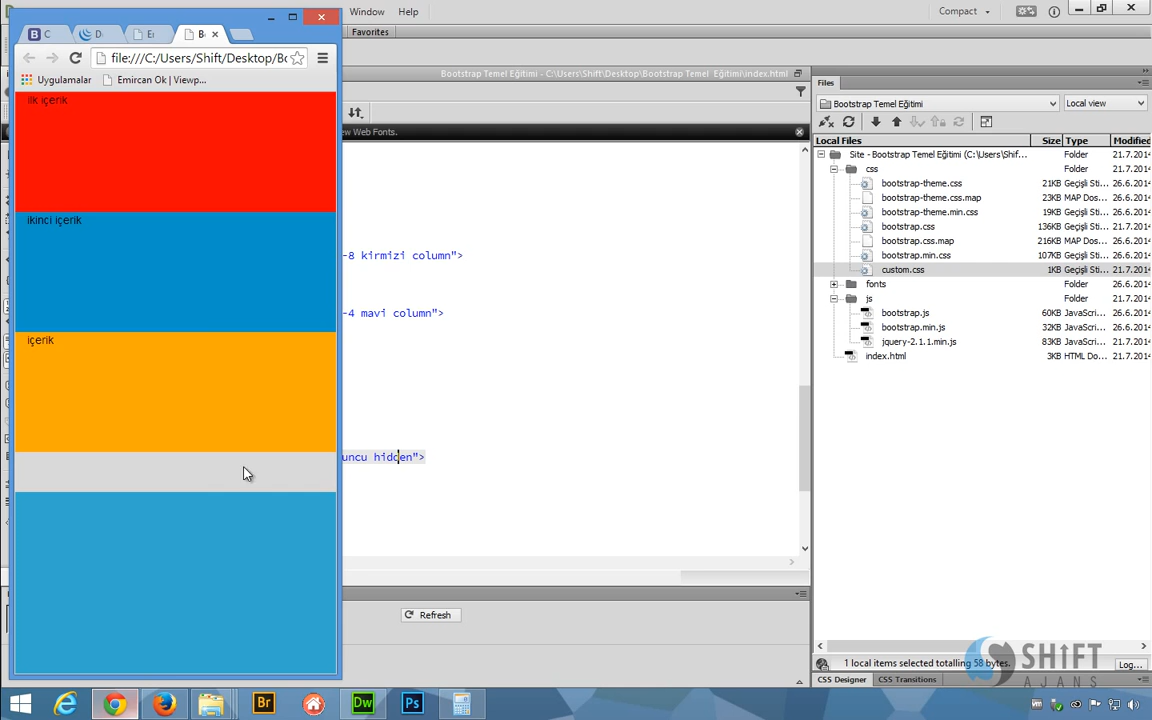 Window Help
Compact
C
D
E
B
Favorites
file:///C:/Users/Shift/Desktop/Bo
Uygulamalar
Emircan Ok | Viewp...
Bootstrap Temel Eğitimi - C:\Users\Shift\Desktop\Bootstrap Temel Eğitimi\index.html
ew Web Fonts.
ilk içerik
ikinci içerik
içerik
-8 kirmizi column">
-4 mavi column">
uncu hidden">
Refresh
Files
Bootstrap Temel Eğitimi
Local view
Local Files Size Type Modified
Site - Bootstrap Temel Eğitimi (C:\Users\Shif... Folder 21.7.2014
css Folder 21.7.2014
bootstrap-theme.css 21KB Geçişli Sti... 26.6.2014
bootstrap-theme.css.map 23KB MAP Dos... 26.6.2014
bootstrap-theme.min.css 19KB Geçişli Sti... 26.6.2014
bootstrap.css 136KB Geçişli Sti... 26.6.2014
bootstrap.css.map 216KB MAP Dos... 26.6.2014
bootstrap.min.css 107KB Geçişli Sti... 26.6.2014
custom.css 1KB Geçişli Sti... 21.7.2014
fonts Folder 26.6.2014
js Folder 21.7.2014
bootstrap.js 60KB JavaScri... 26.6.2014
bootstrap.min.js 32KB JavaScri... 26.6.2014
jquery-2.1.1.min.js 83KB JavaScri... 26.6.2014
index.html 3KB HTML Do... 21.7.2014
1 local items selected totalling 58 bytes.
Log...
CSS Designer CSS Transitions
SHIFT
AJANS
Br
Dw
Ps